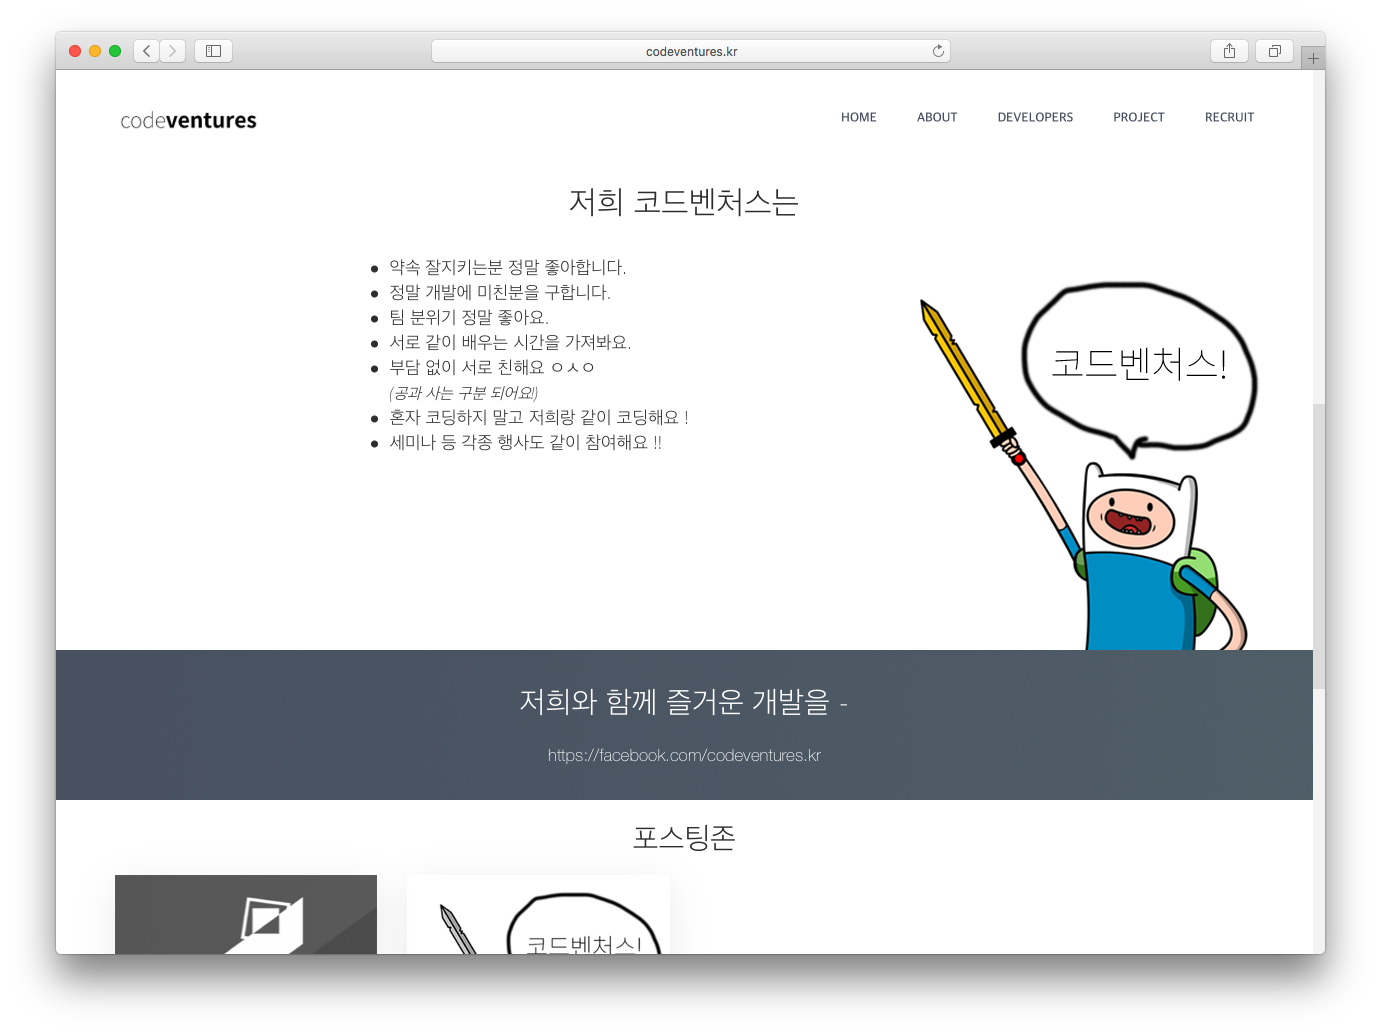 codeventures.kr
codeventures
HOME ABOUT DEVELOPERS PROJECT RECRUIT
저희 코드벤처스는
약속 잘지키는분 정말 좋아합니다.
정말 개발에 미친분을 구합니다.
팀 분위기 정말 좋아요.
서로 같이 배우는 시간을 가져봐요.
부담 없이 서로 친해요 ㅇㅅㅇ
(공과 사는 구분 되어요!)
혼자 코딩하지 말고 저희랑 같이 코딩해요 !
세미나 등 각종 행사도 같이 참여해요 !!
코드벤처스!
저희와 함께 즐거운 개발을 -
https://facebook.com/codeventures.kr
포스팅존
코드벤처스!